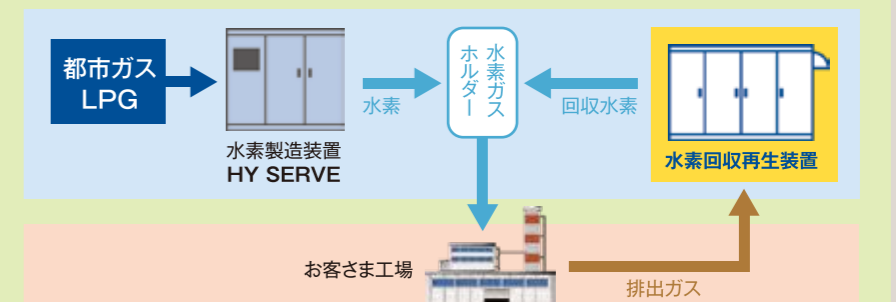 都市ガス
LPG
水素製造装置
HY SERVE
水素
水素ガス
ホルダー
回収水素
水素回収再生装置
お客さま工場
排出ガス